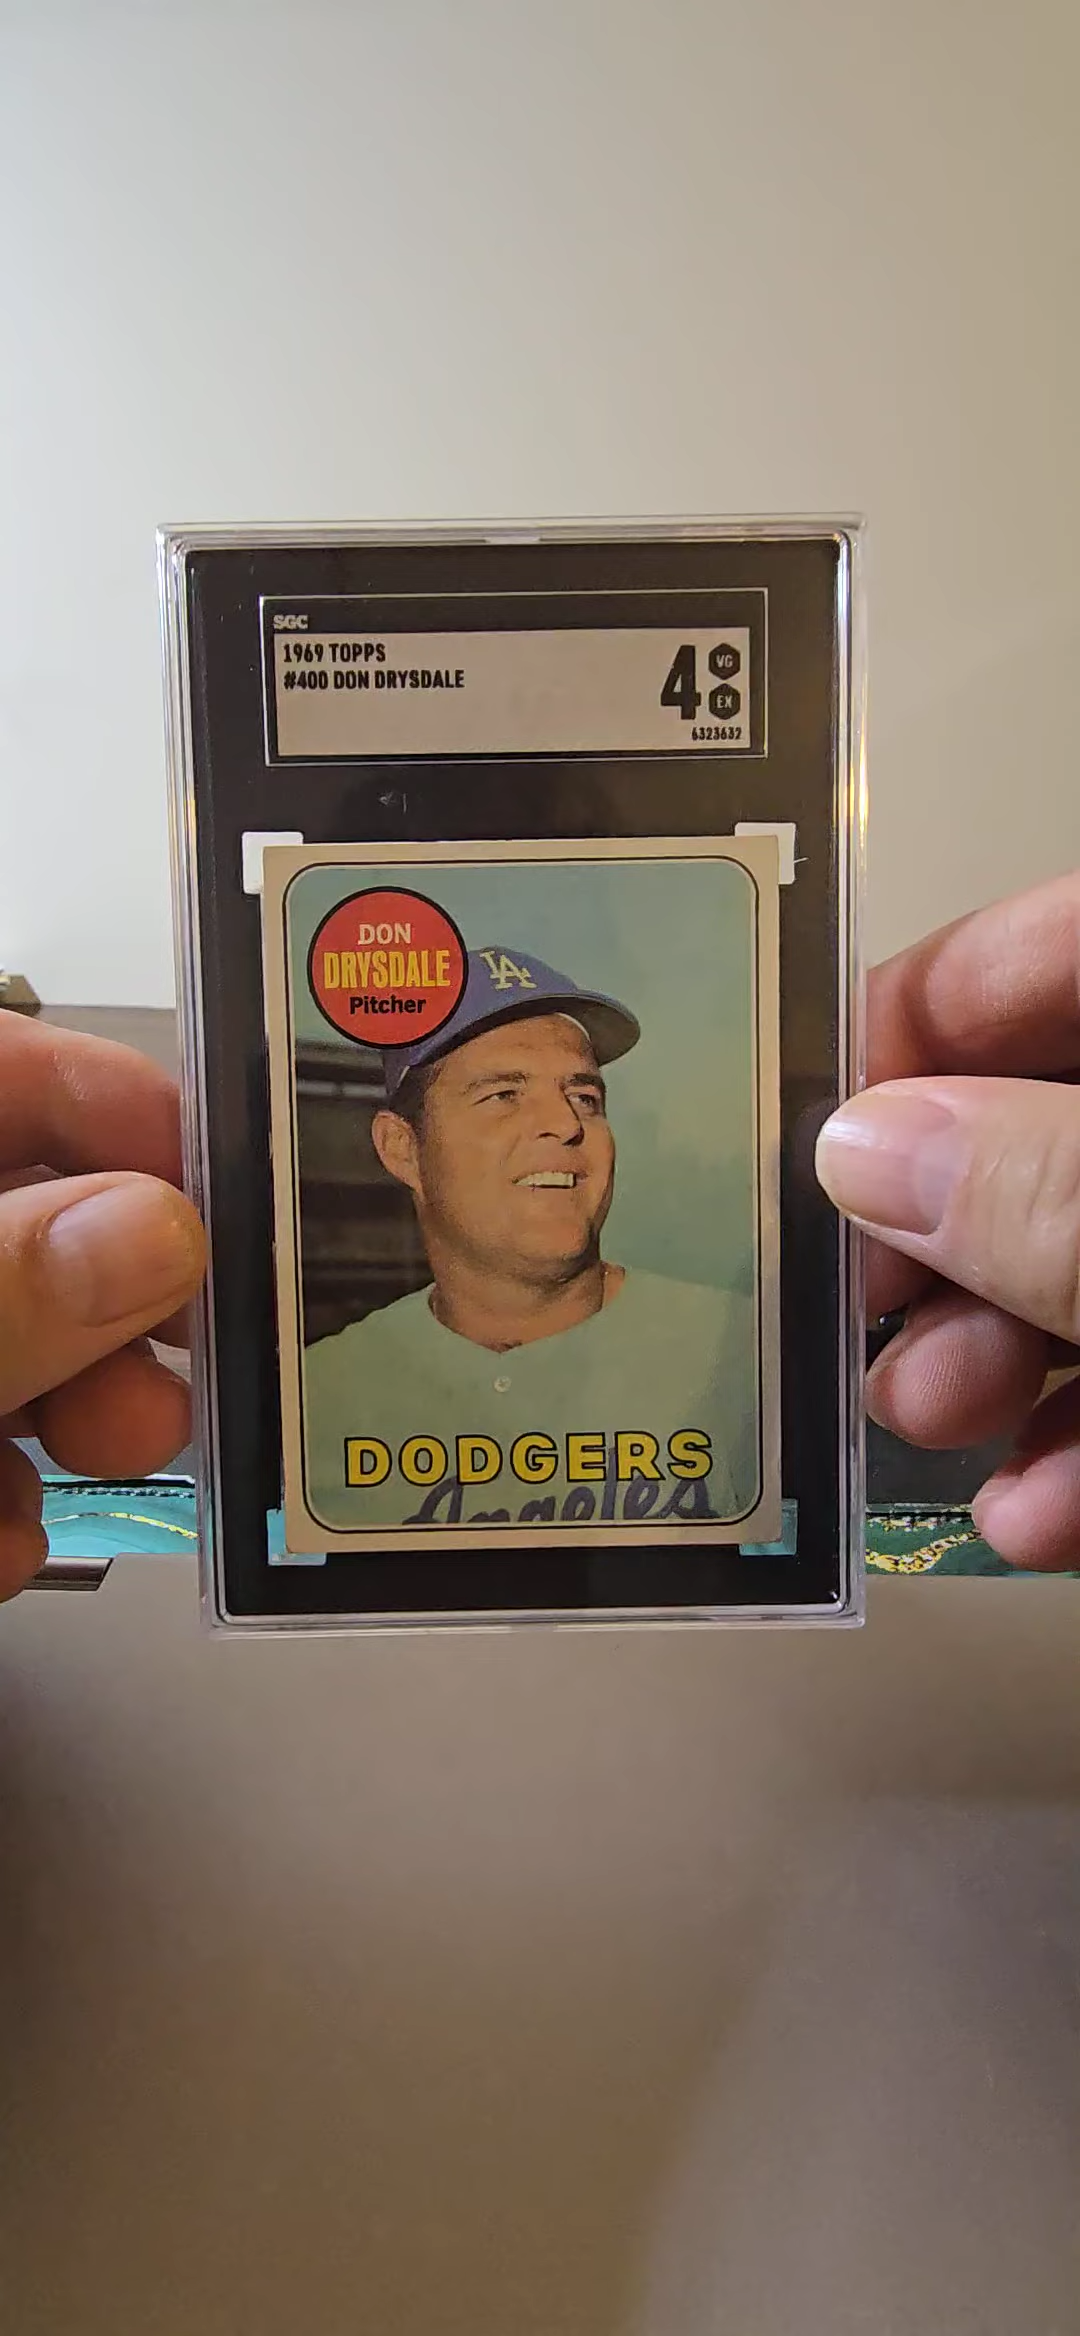 SGC
1969 TOPPS
#400 DON DRYSDALE
4
VG
EX
6323632
DON
DRYSDALE
Pitcher
LA
DODGERS
Angeles